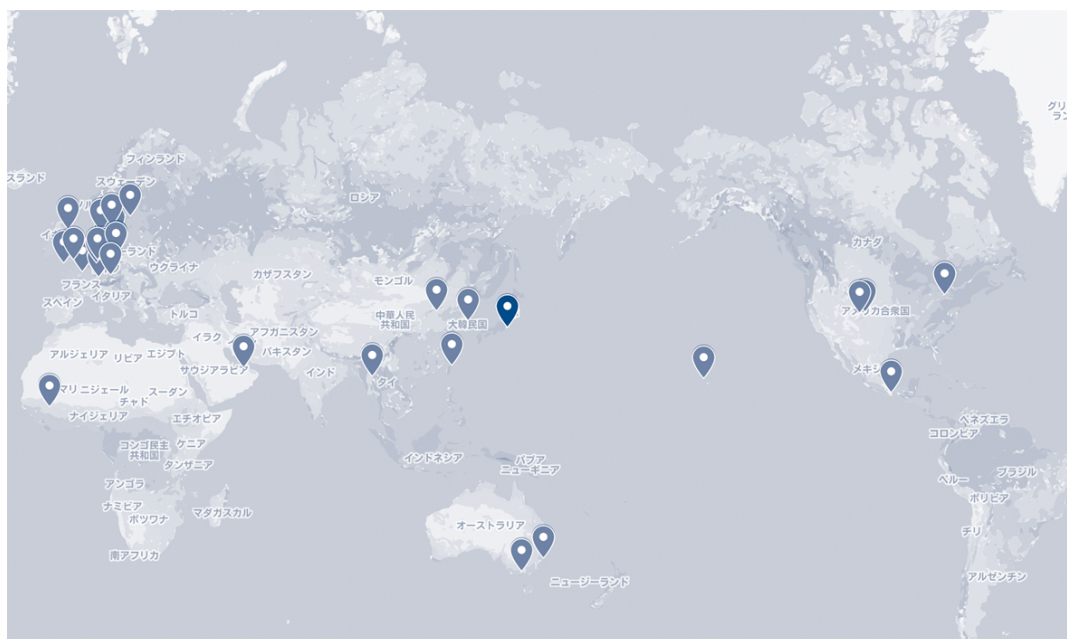 グリ
ラン
スランド
フィンランド
スウェーデン
ノル
ロシア
カナダ
イギ
ーランド
ウクライナ
カザフスタン
モンゴル
フランス
イタリア
スペイン
トルコ
中華人民
共和国
大韓民国
アメリカ合衆国
イラク
アフガニスタン
パキスタン
アルジェリア
リビア
エジプト
サウジアラビア
インド
メキシ
マリ
ニジェール
スーダン
チャド
タイ
ナイジェリア
エチオピア
ベネズエラ
コロンビア
コンゴ民主
共和国
ケニア
タンザニア
インドネシア
パプア
ニューギニア
ペルー
ブラジル
アンゴラ
ボリビア
ナミビア
ボツワナ
マダガスカル
オーストラリア
チリ
南アフリカ
ニュージーランド
アルゼンチン